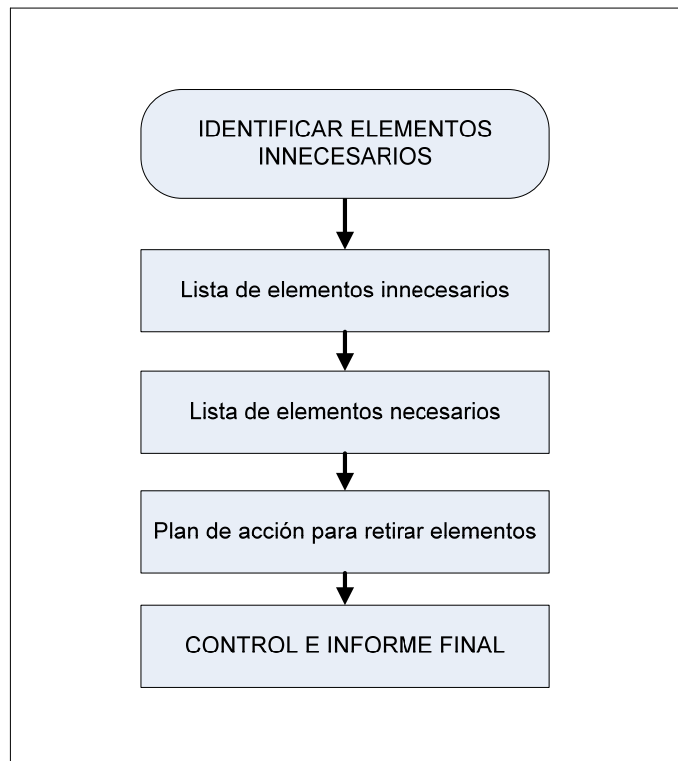 IDENTIFICAR ELEMENTOS
INNECESARIOS
Lista de elementos innecesarios
Lista de elementos necesarios
Plan de acción para retirar elementos
CONTROL E INFORME FINAL